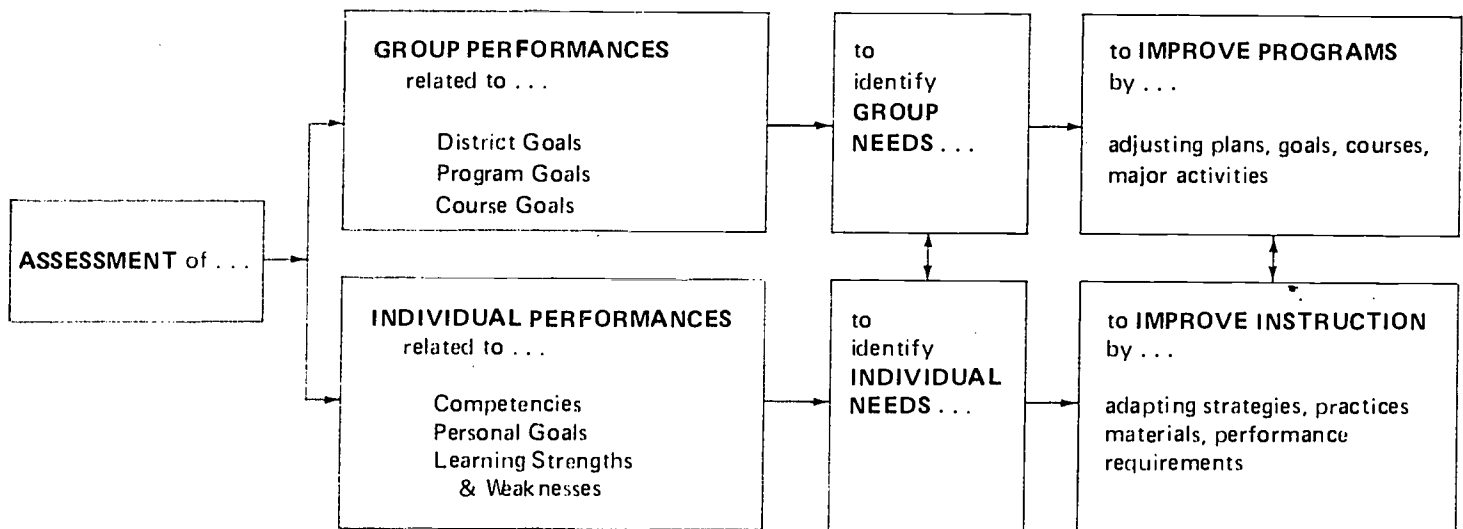 ASSESSMENT of . . .
GROUP PERFORMANCES
related to . . .
District Goals
Program Goals
Course Goals
to
identify
GROUP
NEEDS . . .
to IMPROVE PROGRAMS
by . . .
adjusting plans, goals, courses,
major activities
INDIVIDUAL PERFORMANCES
related to . . .
Competencies
Personal Goals
Learning Strengths
& Weaknesses
to
identify
INDIVIDUAL
NEEDS . . .
to IMPROVE INSTRUCTION
by . . .
adapting strategies, practices
materials, performance
requirements